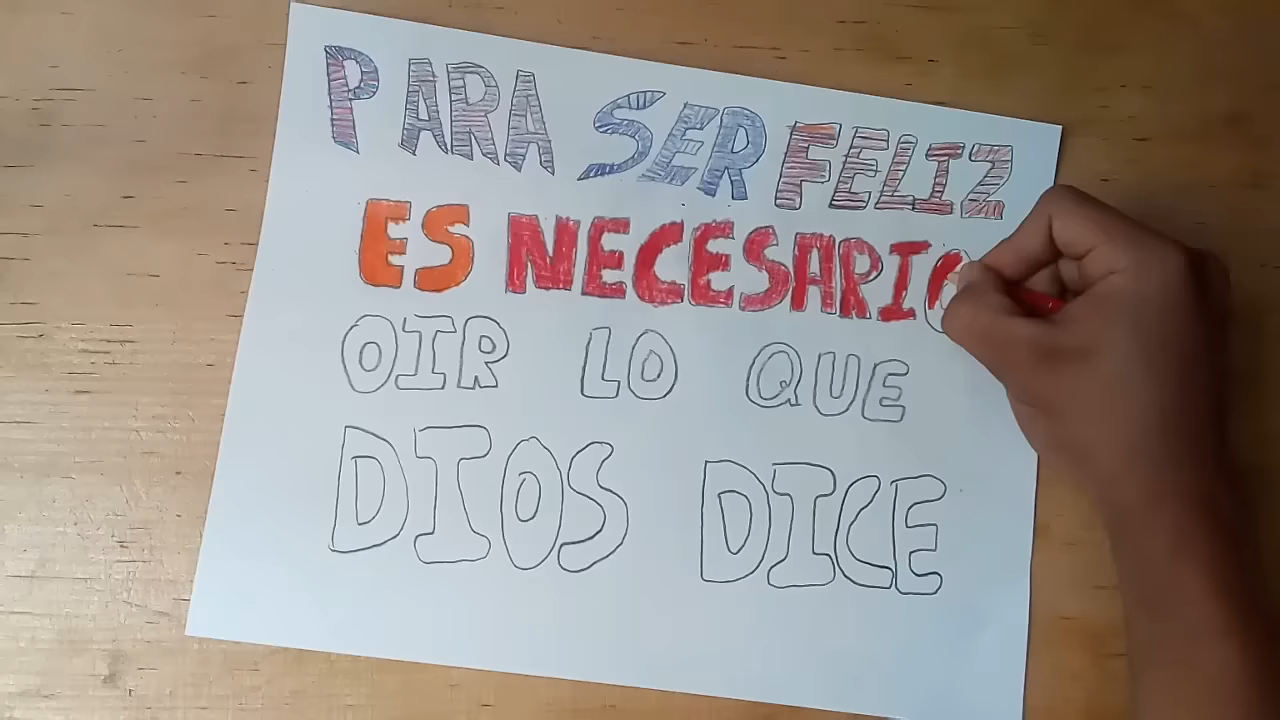 PARA SER FELIZ
ES NECESARIO
OIR LO QUE
DIOS DICE